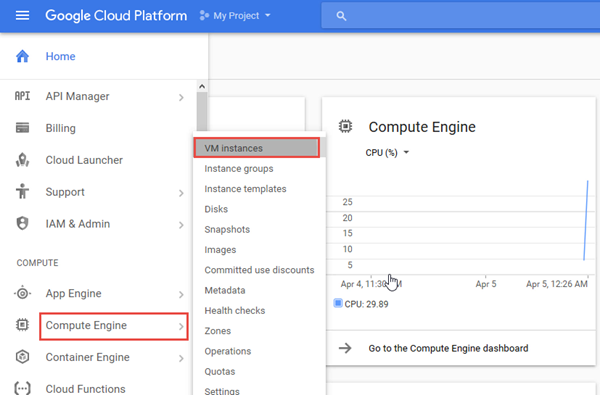 Google Cloud Platform
My Project
Home
API
API Manager
Billing
Cloud Launcher
Support
IAM & Admin
COMPUTE
App Engine
Compute Engine
Container Engine
Cloud Functions
VM instances
Instance groups
Instance templates
Disks
Snapshots
Images
Committed use discounts
Metadata
Health checks
Zones
Operations
Quotas
Settings
Compute Engine
CPU (%)
25
20
15
10
5
Apr 4, 11:30
AM
Apr 5
Apr 5, 12:26 AM
CPU: 29.89
Go to the Compute Engine dashboard